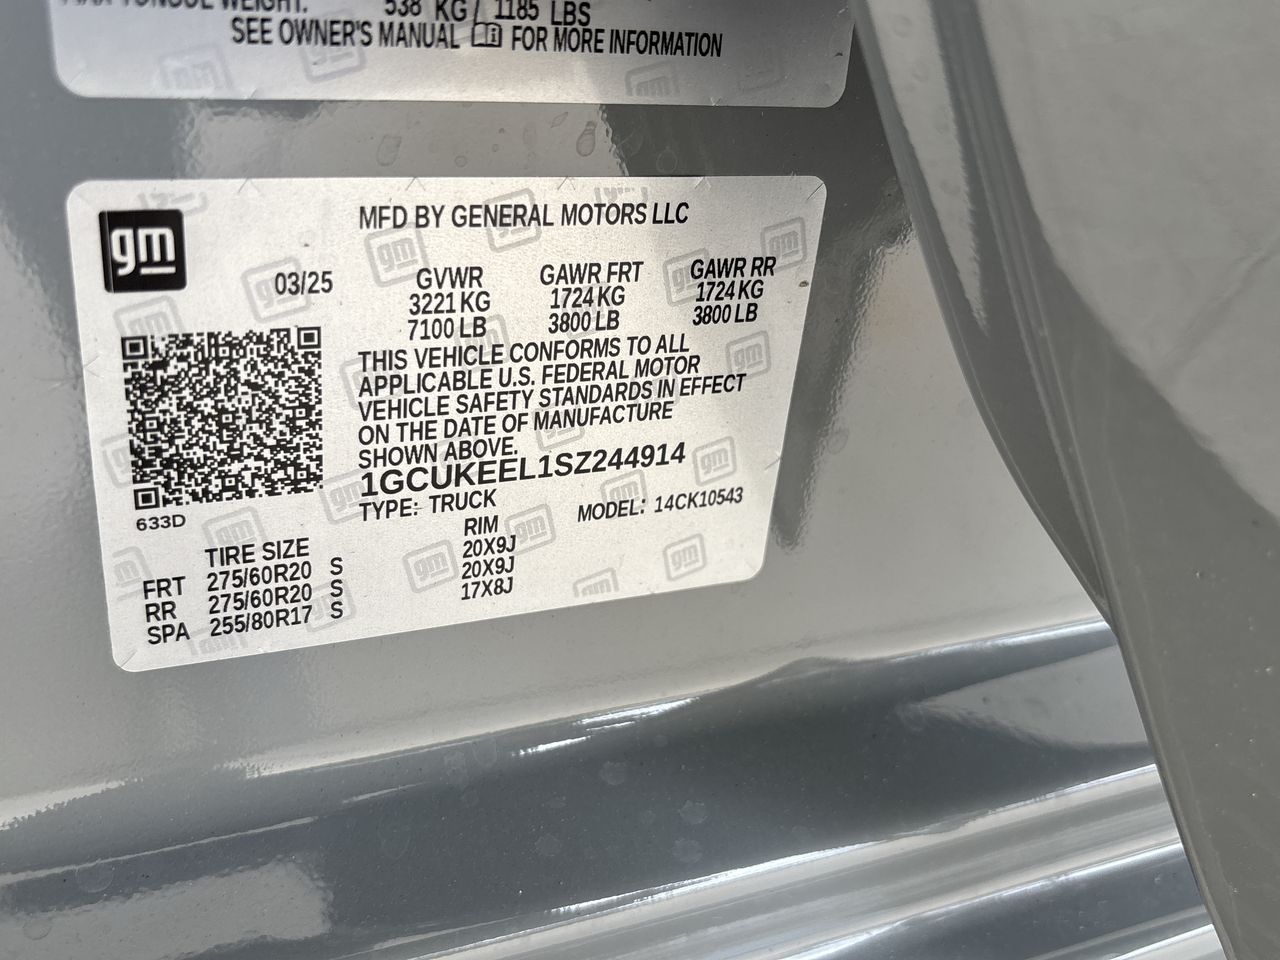 MAX TONGUE WEIGHT: 538 KG / 1185 LBS
SEE OWNER'S MANUAL FOR MORE INFORMATION
gm
MFD BY GENERAL MOTORS LLC
03/25 GVWR GAWR FRT GAWR RR
3221 KG 1724 KG 1724 KG
7100 LB 3800 LB 3800 LB
THIS VEHICLE CONFORMS TO ALL
APPLICABLE U.S. FEDERAL MOTOR
VEHICLE SAFETY STANDARDS IN EFFECT
ON THE DATE OF MANUFACTURE
SHOWN ABOVE.
1GCUKEEL1SZ244914
TYPE: TRUCK MODEL: 14CK10543
633D
TIRE SIZE RIM
FRT 275/60R20 S 20X9J
RR 275/60R20 S 20X9J
SPA 255/80R17 S 17X8J